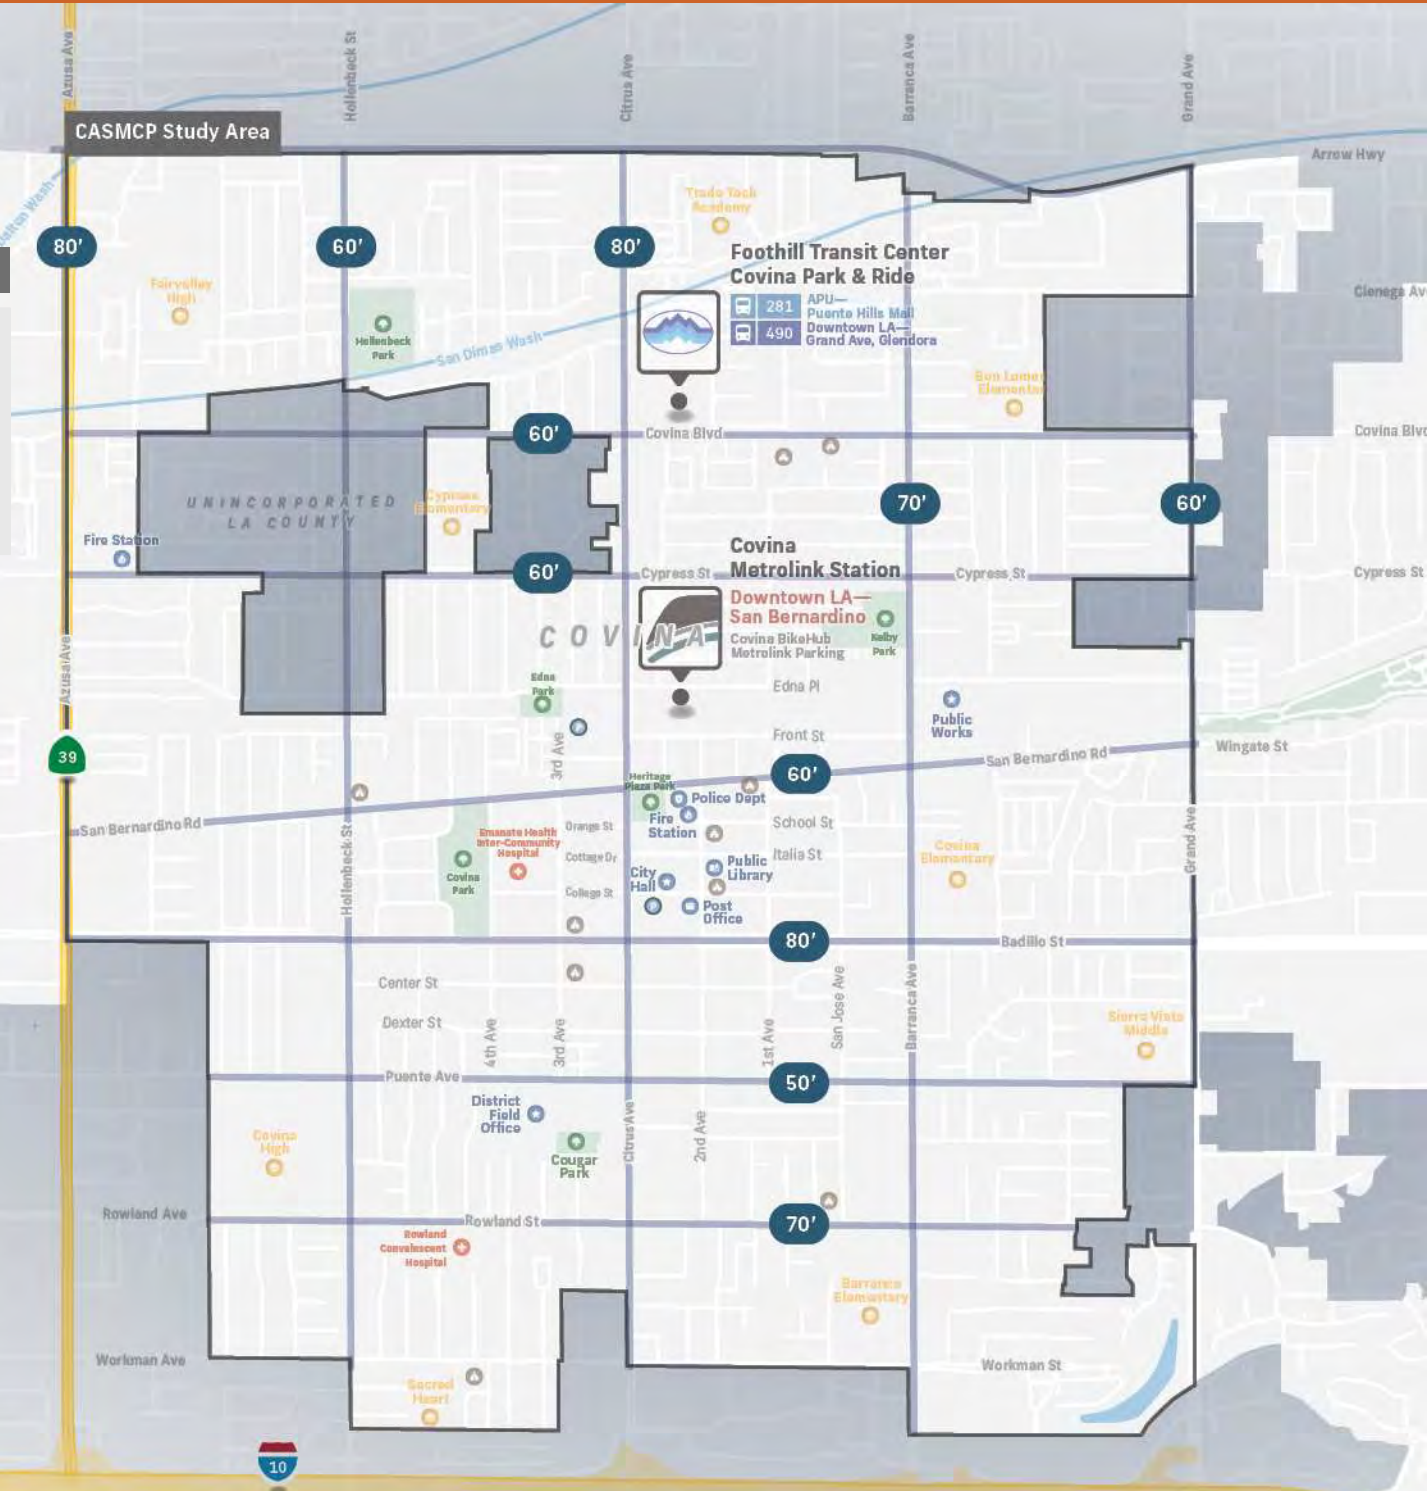 Azusa Ave
Hollenbeck St
Citrus Ave
Barranca Ave
Grand Ave
CASMCP Study Area
Arrow Hwy
Dalton Wash
Trade Tech
Academy
80'
60'
80'
Foothill Transit Center
Covina Park & Ride
281
APU—
Puente Hills Mall
490
Downtown LA—
Grand Ave, Glendora
Fairvalley
High
Hollenbeck
Park
San Dimas Wash
Cienega Av
Ben Lomond
Elementar
60'
Covina Blvd
Covina Blvd
UNINCORPORATED
LA COUNTY
Cypress
Elementary
70'
60'
Fire Station
Covina
Metrolink Station
60'
Cypress St
Cypress St
Cypress St
Downtown LA—
San Bernardino
Covina BikeHub
Metrolink Parking
COVINA
Kelby
Park
Azusa Ave
Edna
Park
Edna Pl
Public
Works
Front St
3rd Ave
39
San Bernardino Rd
Wingate St
60'
Heritage
Plaza Park
Police Dept
Fire
Station
School St
San Bernardino Rd
Orange St
Emanate Health
Inter-Community
Hospital
Cottage Dr
Italia St
Hollenbeck St
Grand Ave
Covina
Elementary
Covina
Park
Public
Library
City
Hall
College St
P
P
Post
Office
80'
Badillo St
Center St
Dexter St
4th Ave
3rd Ave
1st Ave
San Jose Ave
Barranca Ave
Sierra Vista
Middle
Puente Ave
50'
District
Field
Office
Citrus Ave
2nd Ave
Covina
High
Cougar
Park
Rowland Ave
Rowland St
70'
Rowland
Convalescent
Hospital
Barranca
Elementary
Workman Ave
Workman St
Sacred
Heart
10